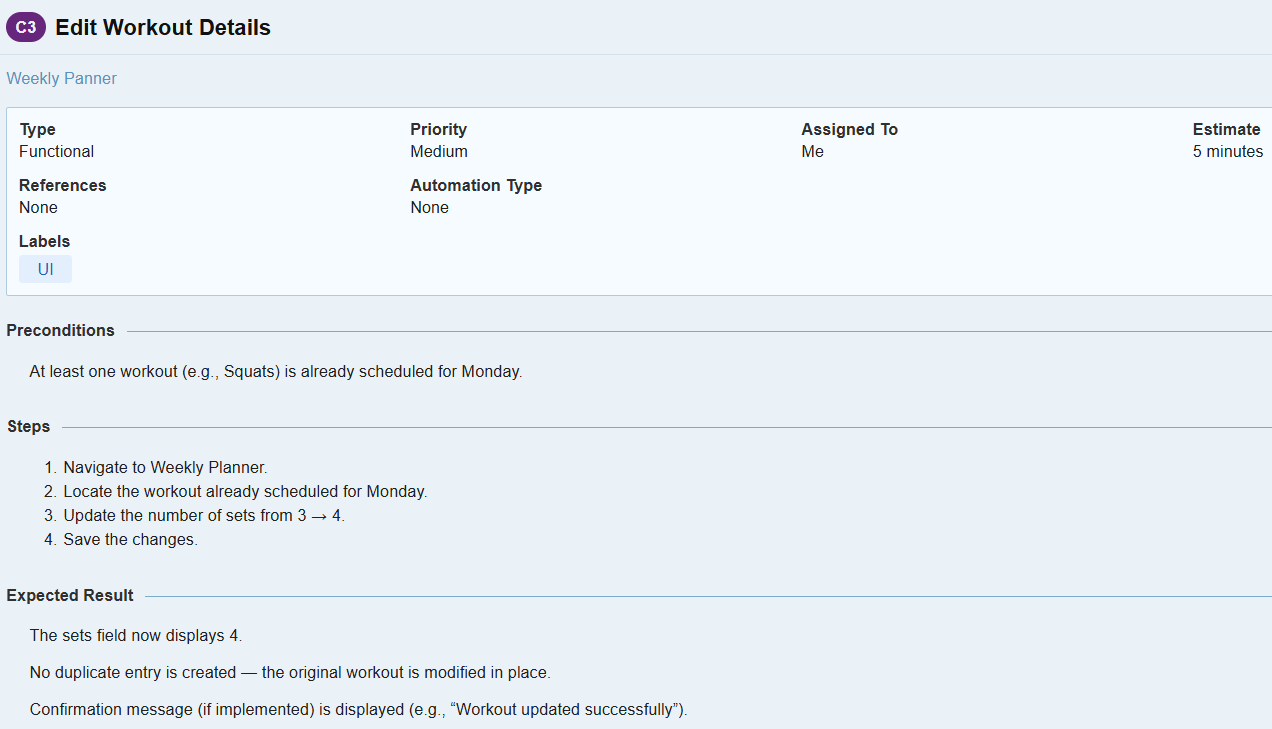 C3 Edit Workout Details
Weekly Panner
Type Priority Assigned To Estimate
Functional Medium Me 5 minutes
References Automation Type
None None
Labels
UI
Preconditions
At least one workout (e.g., Squats) is already scheduled for Monday.
Steps
1. Navigate to Weekly Planner.
2. Locate the workout already scheduled for Monday.
3. Update the number of sets from 3 → 4.
4. Save the changes.
Expected Result
The sets field now displays 4.
No duplicate entry is created — the original workout is modified in place.
Confirmation message (if implemented) is displayed (e.g., “Workout updated successfully”).